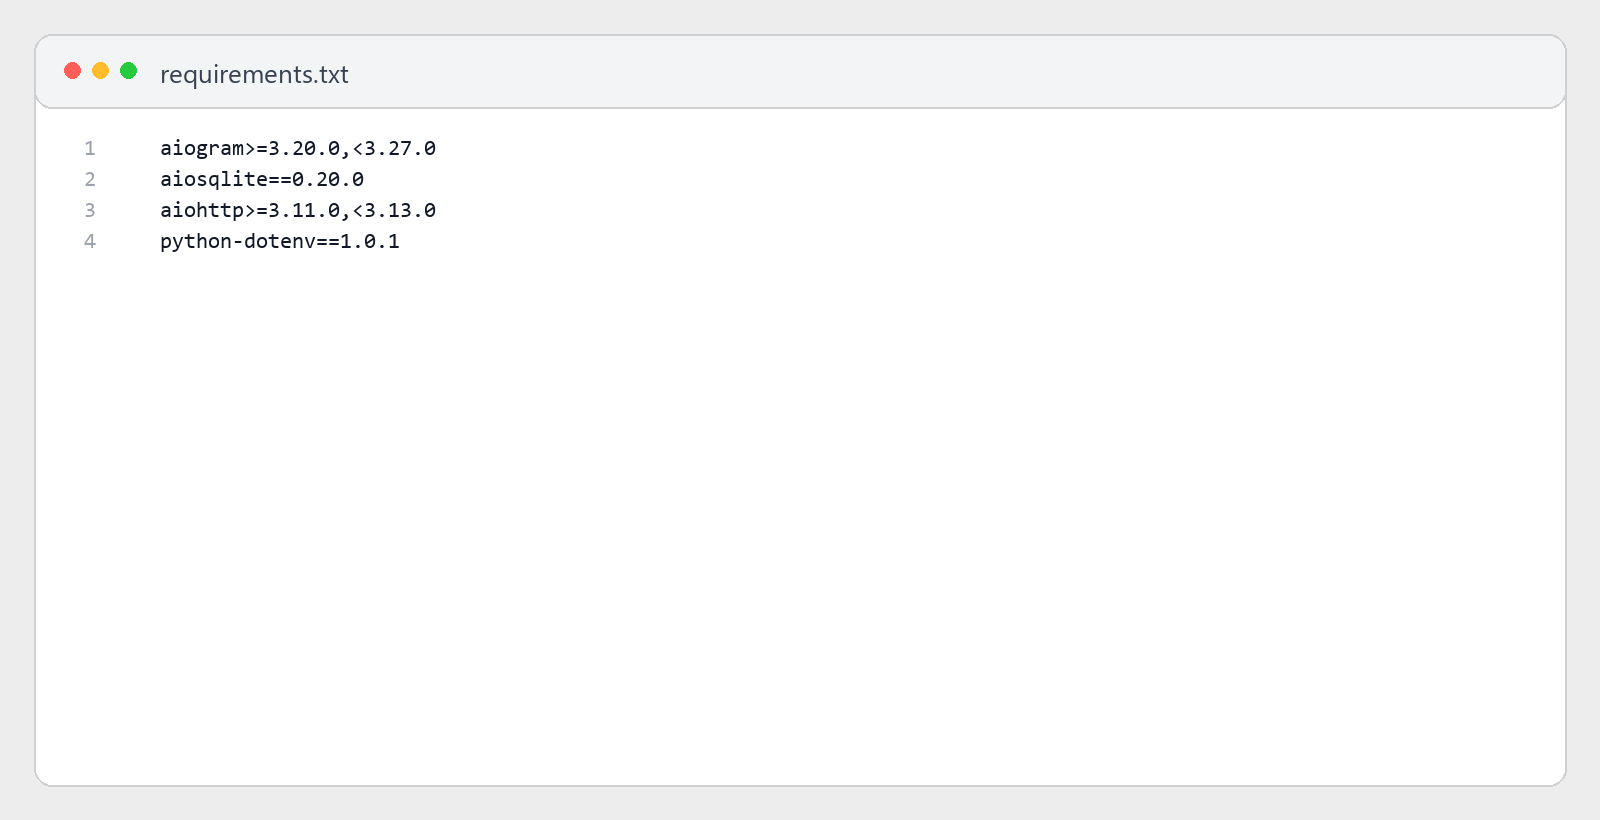 requirements.txt
1 aiogram>=3.20.0,<3.27.0
2 aiosqlite==0.20.0
3 aiohttp>=3.11.0,<3.13.0
4 python-dotenv==1.0.1